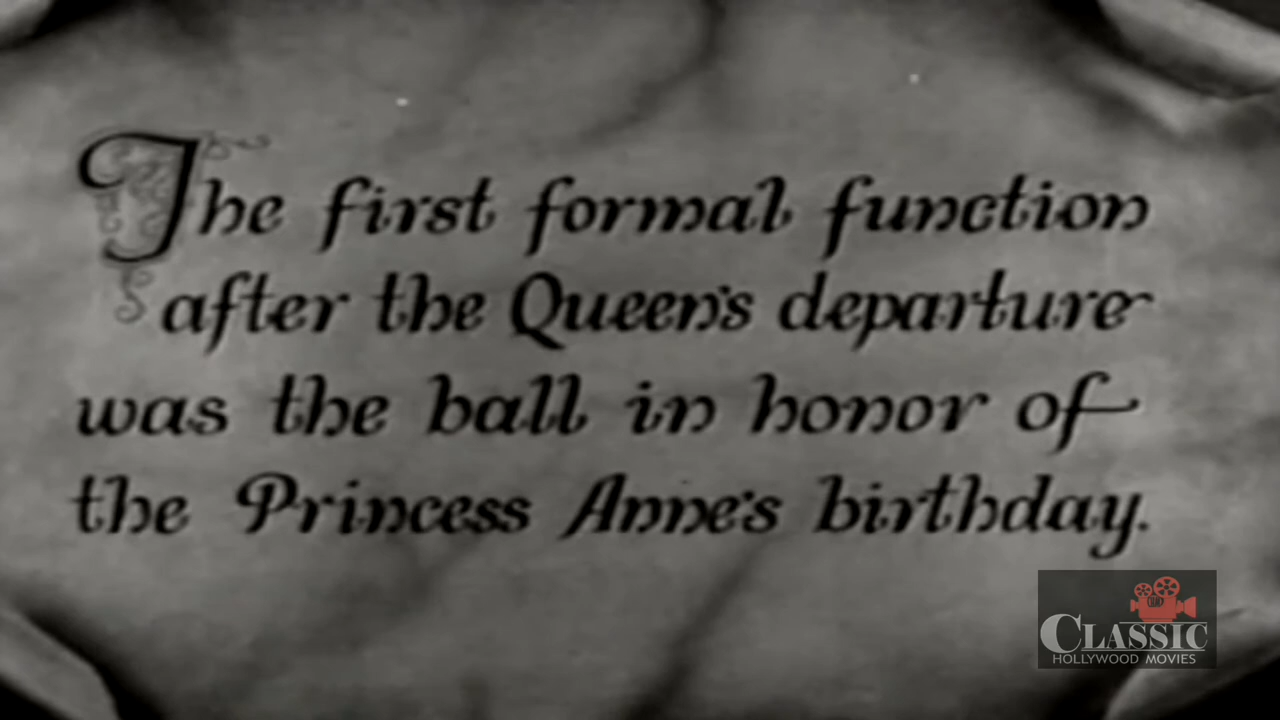 The first formal function
after the Queen's departure
was the ball in honor of
the Princess Anne's birthday.
CLASSIC
HOLLYWOOD MOVIES